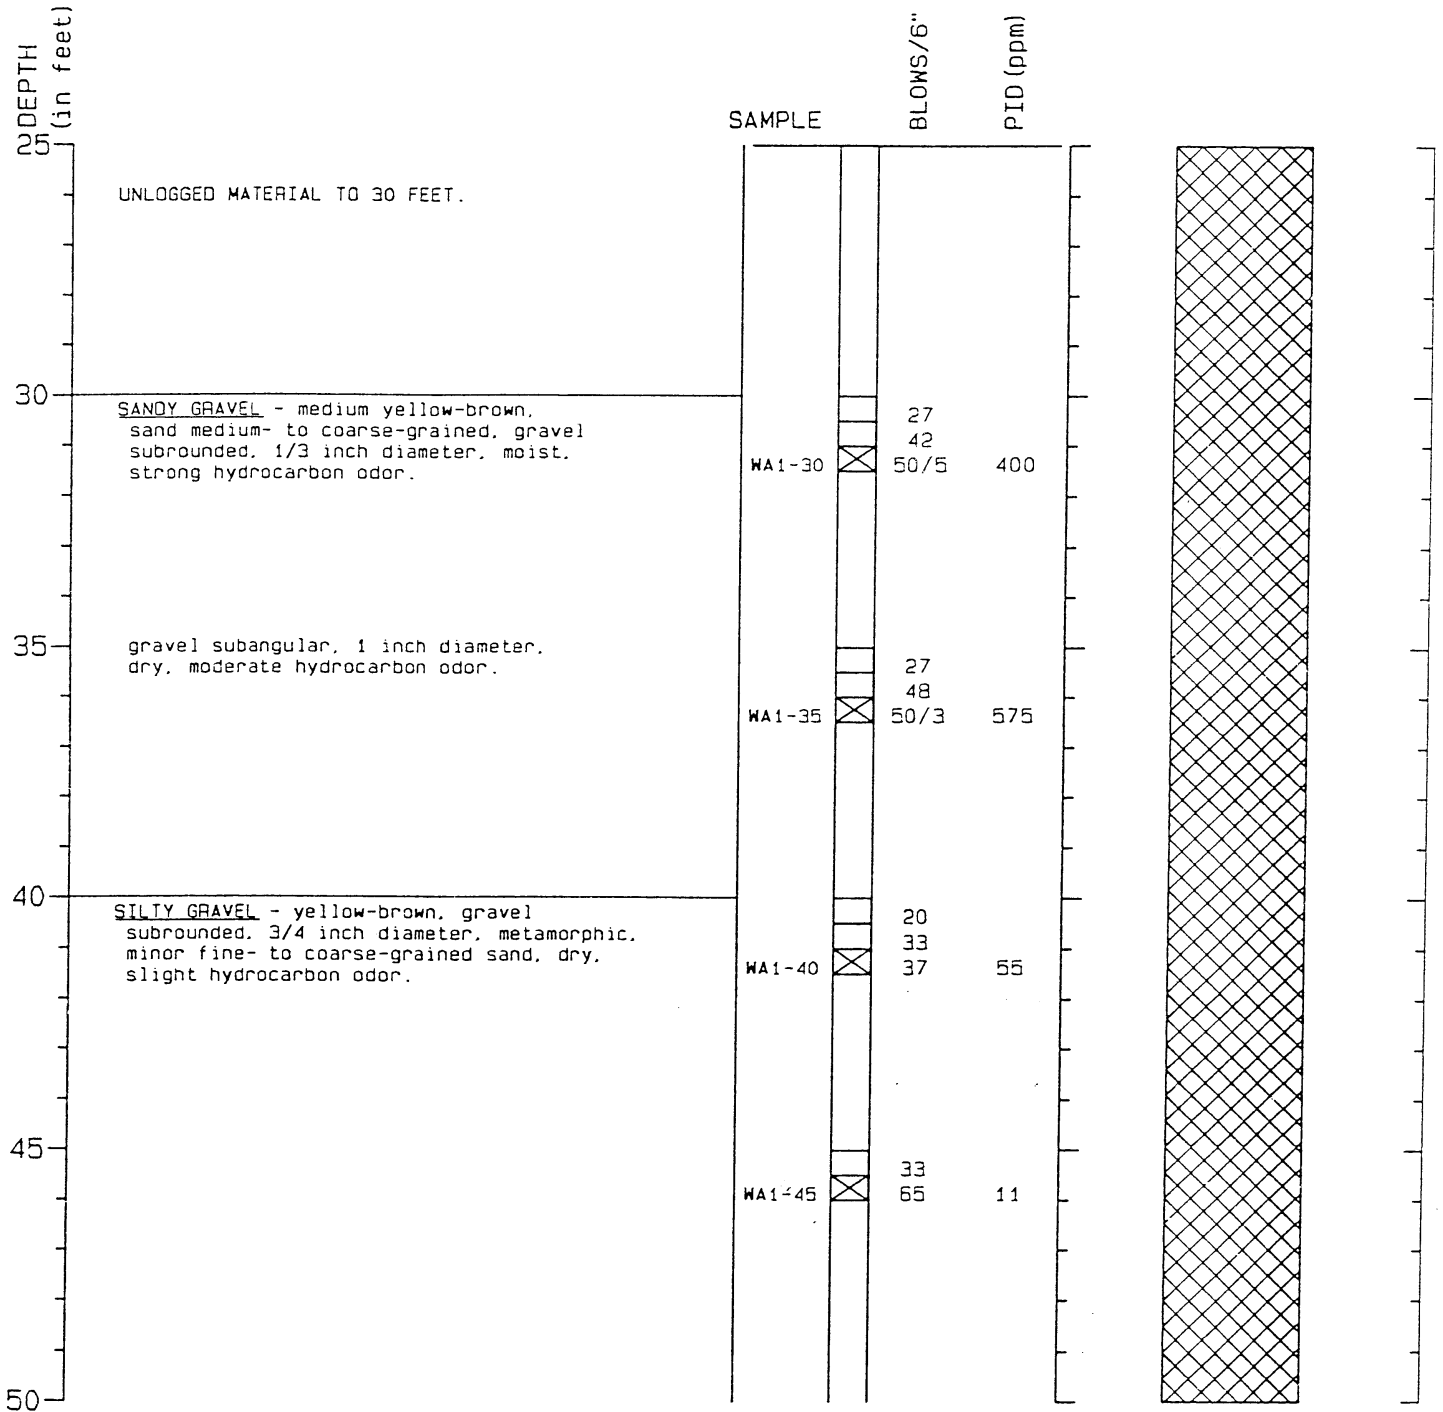 DEPTH
(in feet)
SAMPLE
BLOWS/6"
PID (ppm)
25
UNLOGGED MATERIAL TO 30 FEET.
30
SANDY GRAVEL - medium yellow-brown,
sand medium- to coarse-grained, gravel
subrounded, 1/3 inch diameter, moist,
strong hydrocarbon odor.
27
42
WA1-30 50/5 400
35
gravel subangular, 1 inch diameter,
dry, moderate hydrocarbon odor.
27
48
WA1-35 50/3 575
40
SILTY GRAVEL - yellow-brown, gravel
subrounded, 3/4 inch diameter, metamorphic,
minor fine- to coarse-grained sand, dry,
slight hydrocarbon odor.
20
33
WA1-40 37 55
45
33
WA1-45 65 11
50